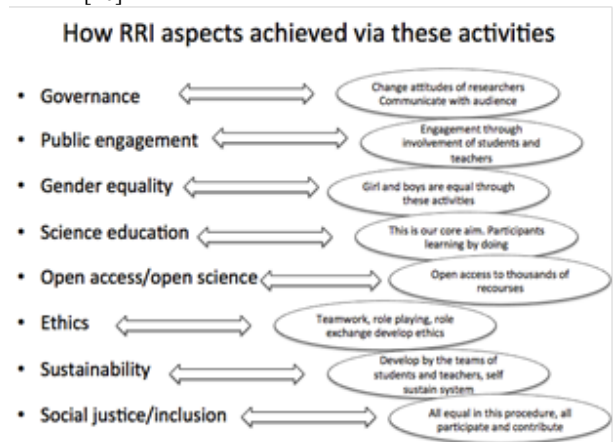 How RRI aspects achieved via these activities
• Governance
Change attitudes of researchers
Communicate with audience
• Public engagement
Engagement through
involvement of students and
teachers
• Gender equality
Girl and boys are equal through
these activities
• Science education
This is our core aim. Participants
learning by doing
• Open access/open science
Open access to thousands of
recourses
• Ethics
Teamwork, role playing, role
exchange develop ethics
• Sustainability
Develop by the teams of
students and teachers, self
sustain system
• Social justice/inclusion
All equal in this procedure, all
participate and contribute